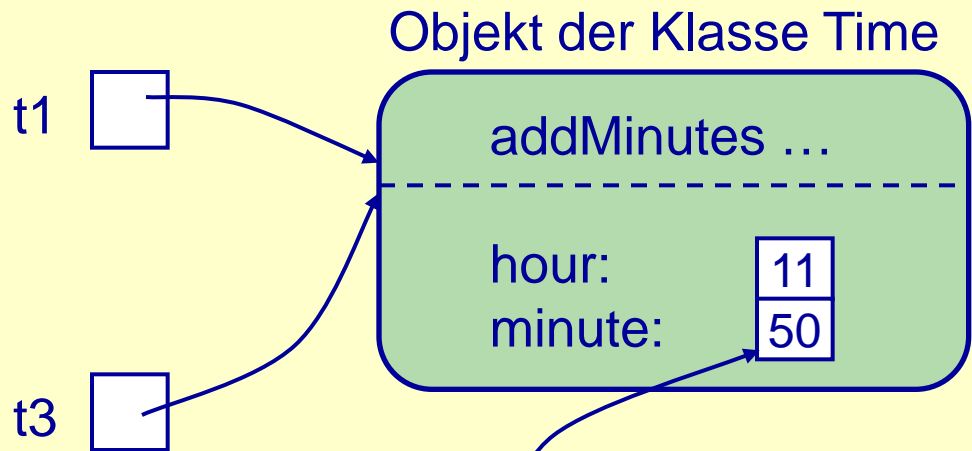 Objekt der Klasse Time
t1
addMinutes …
hour: 11
minute: 50
t3